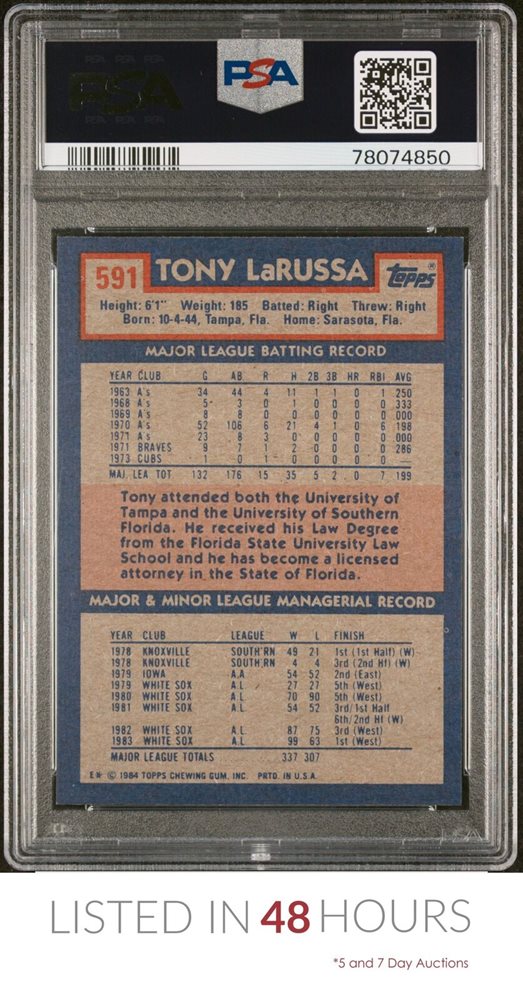 PSA
PSA
78074850
591 TONY LaRUSSA topps®
Height: 6'1" Weight: 185 Batted: Right Threw: Right
Born: 10-4-44, Tampa, Fla. Home: Sarasota, Fla.
MAJOR LEAGUE BATTING RECORD
YEAR CLUB G AB R H 2B 3B HR RBI AVG
1963 A's 34 44 4 11 1 1 0 1 .250
1968 A's 5 3 0 1 0 0 0 0 .333
1969 A's 8 8 0 0 0 0 0 0 .000
1970 A's 52 106 6 21 4 1 0 6 .198
1971 A's 23 8 3 0 0 0 0 0 .000
1971 BRAVES 9 7 1 2 0 0 0 0 .286
1973 CUBS 1 0 1 0 0 0 0 0 —
MAJ. LEA. TOT. 132 176 15 35 5 2 0 7 .199
Tony attended both the University of
Tampa and the University of Southern
Florida. He received his Law Degree
from the Florida State University Law
School and he has become a licensed
attorney in the State of Florida.
MAJOR & MINOR LEAGUE MANAGERIAL RECORD
YEAR CLUB LEAGUE W L FINISH
1978 KNOXVILLE SOUTH'RN 49 21 1st (1st Half) (W)
1978 KNOXVILLE SOUTH'RN 4 4 3rd (2nd Hf) (W)
1979 IOWA A.A. 54 52 2nd (East)
1979 WHITE SOX A.L. 27 27 5th (West)
1980 WHITE SOX A.L. 70 90 5th (West)
1981 WHITE SOX A.L. 54 52 3rd/1st Half
6th/2nd Hf (W)
1982 WHITE SOX A.L. 87 75 3rd (West)
1983 WHITE SOX A.L. 99 63 1st (West)
MAJOR LEAGUE TOTALS 337 307
E* © 1984 TOPPS CHEWING GUM, INC. PRTD. IN U.S.A.
LISTED IN 48 HOURS
*5 and 7 Day Auctions